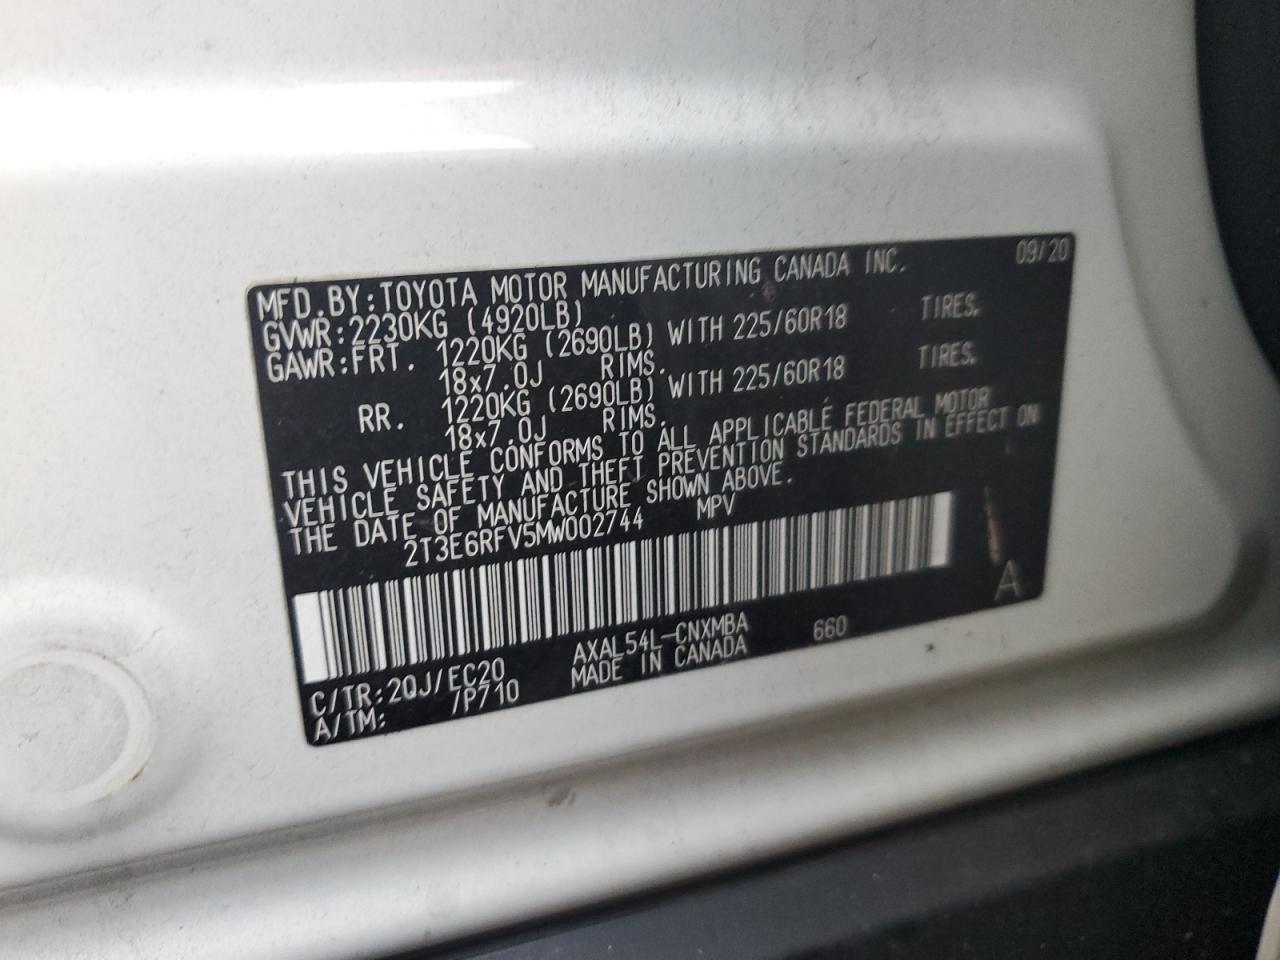 MFD.BY:TOYOTA MOTOR MANUFACTURING CANADA INC. 09/20
GVWR:2230KG (4920LB)
GAWR:FRT. 1220KG (2690LB) WITH 225/60R18 TIRES,
18x7.0J RIMS.
RR. 1220KG (2690LB) WITH 225/60R18 TIRES,
18x7.0J RIMS.
THIS VEHICLE CONFORMS TO ALL APPLICABLE FEDERAL MOTOR
VEHICLE SAFETY AND THEFT PREVENTION STANDARDS IN EFFECT ON
THE DATE OF MANUFACTURE SHOWN ABOVE.
2T3E6RFV5MW002744 MPV
A
C/TR:2QJ/EC20 AXAL54L-CNXMBA 660
A/TM: /P710 MADE IN CANADA